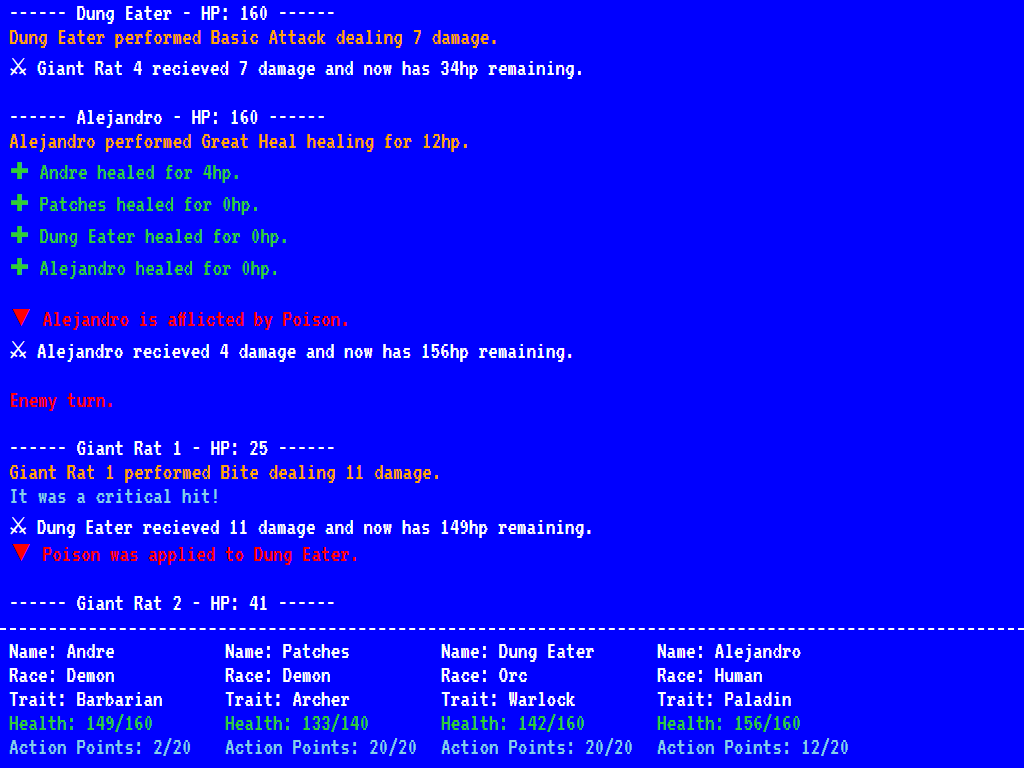 ------ Dung Eater - HP: 160 ------
Dung Eater performed Basic Attack dealing 7 damage.
⚔ Giant Rat 4 recieved 7 damage and now has 34hp remaining.
------ Alejandro - HP: 160 ------
Alejandro performed Great Heal healing for 12hp.
✚ Andre healed for 4hp.
✚ Patches healed for 0hp.
✚ Dung Eater healed for 0hp.
✚ Alejandro healed for 0hp.
▼ Alejandro is afflicted by Poison.
⚔ Alejandro recieved 4 damage and now has 156hp remaining.
Enemy turn.
------ Giant Rat 1 - HP: 25 ------
Giant Rat 1 performed Bite dealing 11 damage.
It was a critical hit!
⚔ Dung Eater recieved 11 damage and now has 149hp remaining.
▼ Poison was applied to Dung Eater.
------ Giant Rat 2 - HP: 41 ------
Name: Andre Name: Patches Name: Dung Eater Name: Alejandro
Race: Demon Race: Demon Race: Orc Race: Human
Trait: Barbarian Trait: Archer Trait: Warlock Trait: Paladin
Health: 149/160 Health: 133/140 Health: 142/160 Health: 156/160
Action Points: 2/20 Action Points: 20/20 Action Points: 20/20 Action Points: 12/20